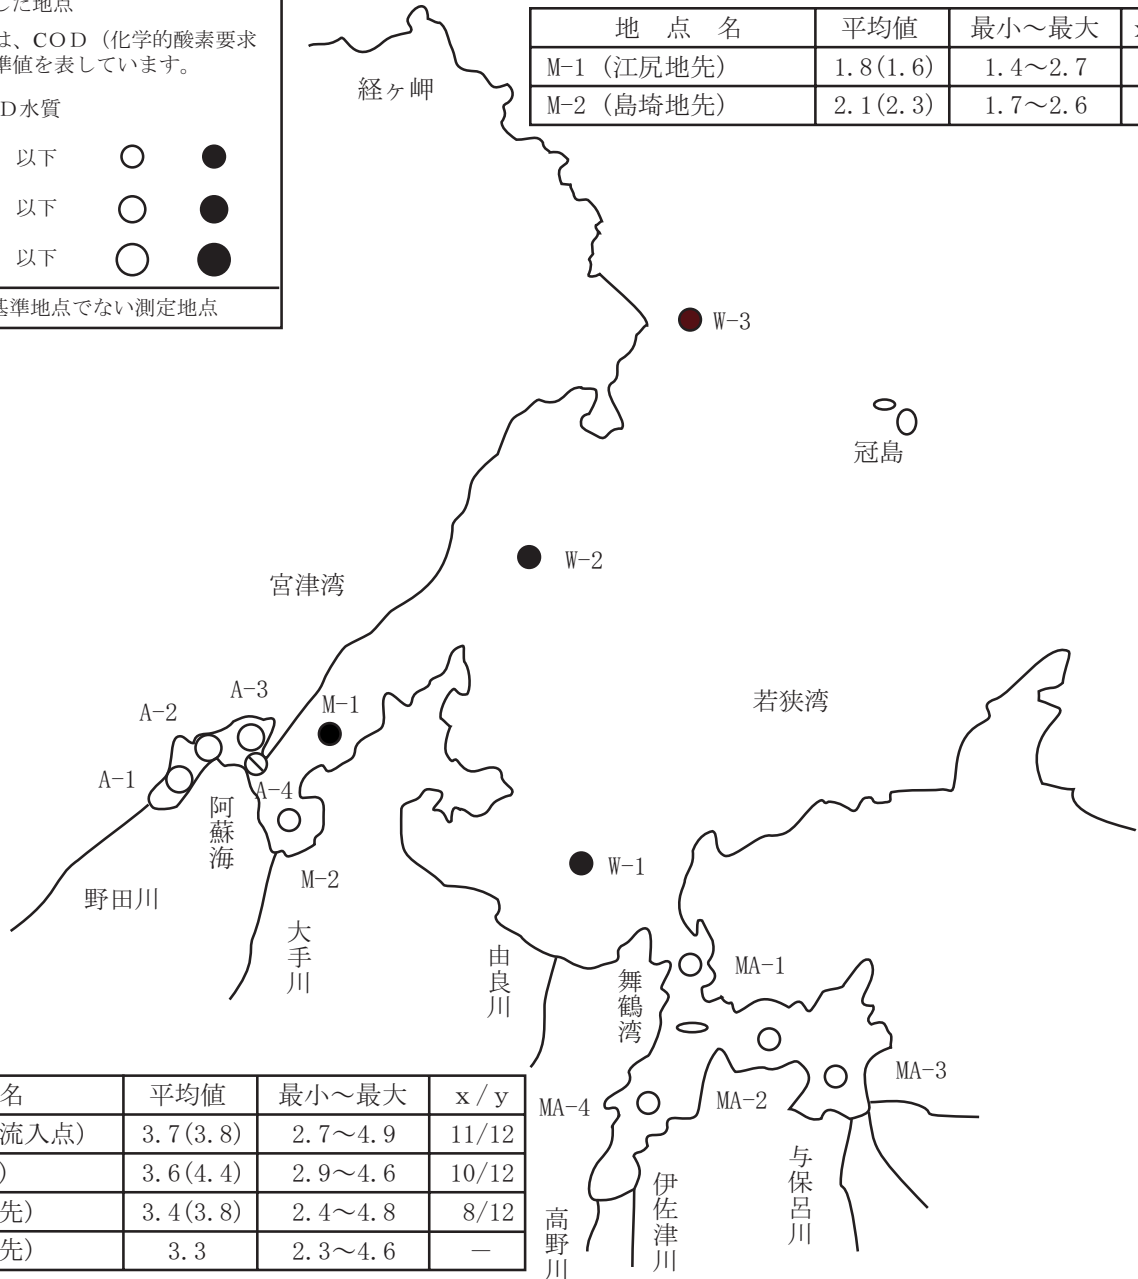 した地点
は、COD（化学的酸素要求
準値を表しています。
D水質
以下
以下
以下
基準地点でない測定地点
地 点 名 平均値 最小～最大
M-1（江尻地先） 1.8(1.6) 1.4～2.7
M-2（島埼地先） 2.1(2.3) 1.7～2.6
経ヶ岬
W-3
冠島
W-2
宮津湾
若狭湾
A-3
A-2
M-1
A-1
A-4
阿蘇海
W-1
M-2
野田川
大手川
由良川
舞鶴湾
MA-1
MA-3
MA-2
MA-4
与保呂川
伊佐津川
高野川
名 平均値 最小～最大 x/y
流入点） 3.7(3.8) 2.7～4.9 11/12
） 3.6(4.4) 2.9～4.6 10/12
先） 3.4(3.8) 2.4～4.8 8/12
先） 3.3 2.3～4.6 －